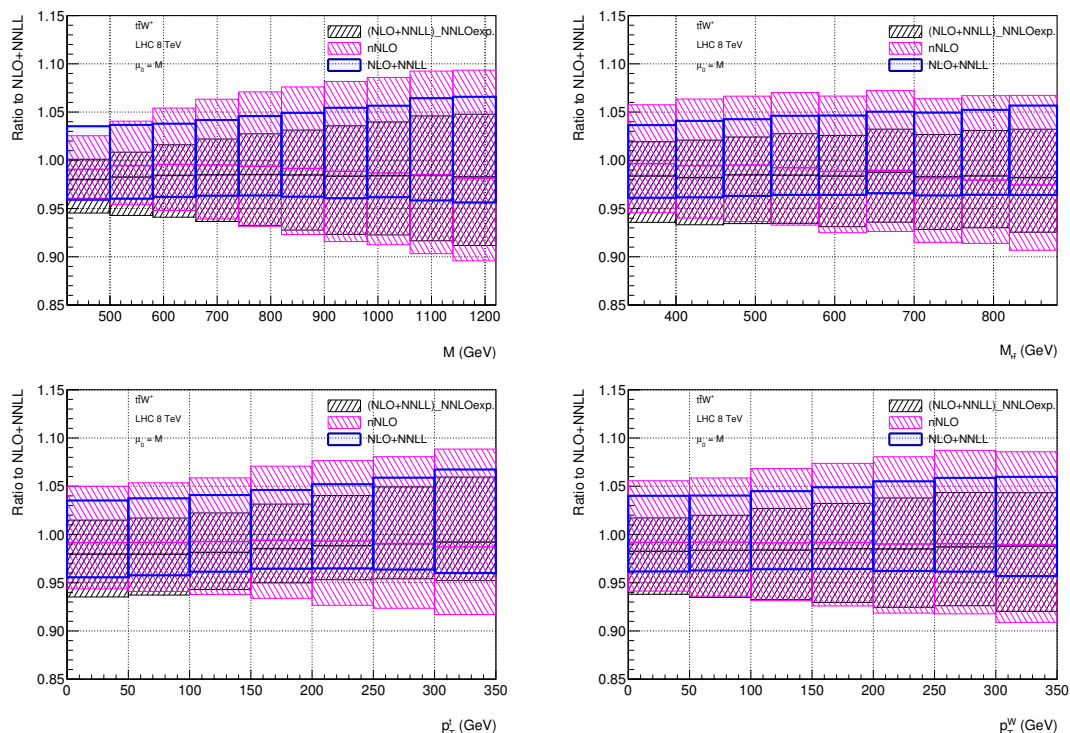 Ratio to NLO+NNLL
1.15
1.10
1.05
1.00
0.95
0.90
0.85
tt̄W⁺
LHC 8 TeV
μ₀ = M
(NLO+NNLL)_NNLOexp.
nNLO
NLO+NNLL
500 600 700 800 900 1000 1100 1200
M (GeV)
Ratio to NLO+NNLL
1.15
1.10
1.05
1.00
0.95
0.90
0.85
tt̄W⁺
LHC 8 TeV
μ₀ = M
(NLO+NNLL)_NNLOexp.
nNLO
NLO+NNLL
400 500 600 700 800
M_tt̄ (GeV)
Ratio to NLO+NNLL
1.15
1.10
1.05
1.00
0.95
0.90
0.85
tt̄W⁺
LHC 8 TeV
μ₀ = M
(NLO+NNLL)_NNLOexp.
nNLO
NLO+NNLL
0 50 100 150 200 250 300 350
p_T^t (GeV)
Ratio to NLO+NNLL
1.15
1.10
1.05
1.00
0.95
0.90
0.85
tt̄W⁺
LHC 8 TeV
μ₀ = M
(NLO+NNLL)_NNLOexp.
nNLO
NLO+NNLL
0 50 100 150 200 250 300 350
p_T^W (GeV)